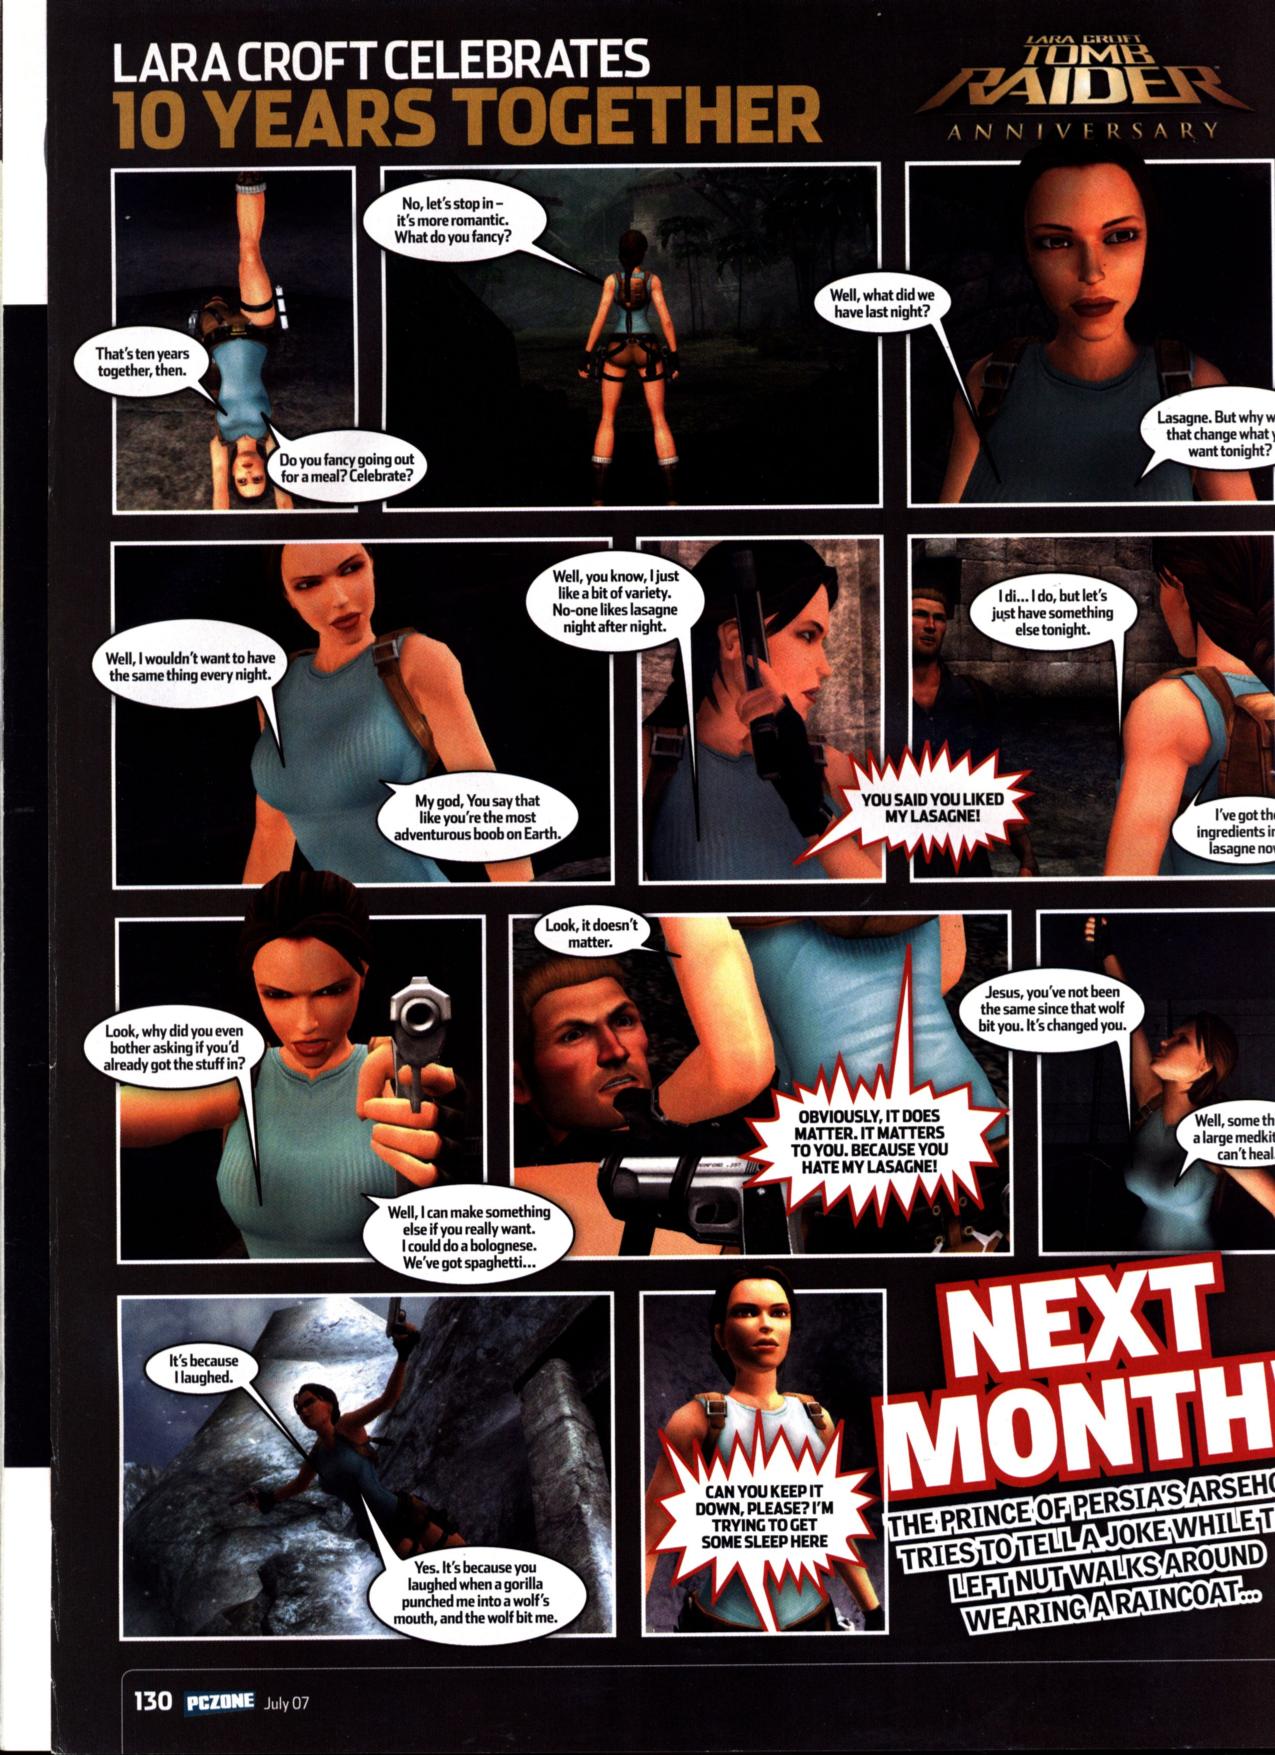 LARA CROFT CELEBRATES
10 YEARS TOGETHER
LARA CROFT
TOMB
RAIDER
ANNIVERSARY
That's ten years
together, then.
Do you fancy going out
for a meal? Celebrate?
No, let's stop in –
it's more romantic.
What do you fancy?
Well, what did we
have last night?
Lasagne. But why
that change what
want tonight?
Well, I wouldn't want to have
the same thing every night.
My god, You say that
like you're the most
adventurous boob on Earth.
Well, you know, I just
like a bit of variety.
No-one likes lasagne
night after night.
YOU SAID YOU LIKED
MY LASAGNE!
I di... I do, but let's
just have something
else tonight.
I've got the
ingredients in
lasagne
Look, why did you even
bother asking if you'd
already got the stuff in?
Well, I can make something
else if you really want.
I could do a bolognese.
We've got spaghetti...
Look, it doesn't
matter.
OBVIOUSLY, IT DOES
MATTER. IT MATTERS
TO YOU. BECAUSE YOU
HATE MY LASAGNE!
Jesus, you've not been
the same since that wolf
bit you. It's changed you.
Well, some
a large medkit
can't heal.
It's because
I laughed.
Yes. It's because you
laughed when a gorilla
punched me into a wolf's
mouth, and the wolf bit me.
CAN YOU KEEP IT
DOWN, PLEASE? I'M
TRYING TO GET
SOME SLEEP HERE
NEXT
MONTH
THE PRINCE OF PERSIA'S
TRIES TO TELL A JOKE WHILE
LEFT NUT WALKS AROUND
WEARING A RAINCOAT...
130 PCZONE July 07